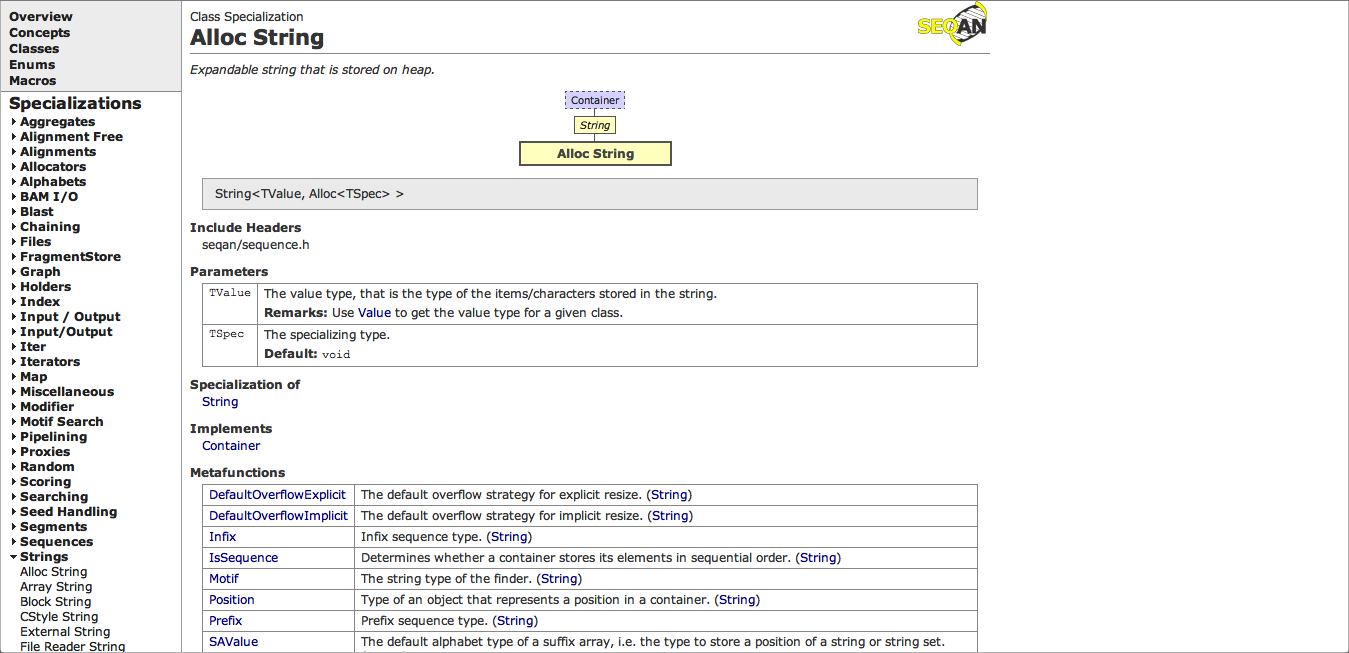 Overview
Concepts
Classes
Enums
Macros
Specializations
Aggregates
Alignment Free
Alignments
Allocators
Alphabets
BAM I/O
Blast
Chaining
Files
FragmentStore
Graph
Holders
Index
Input / Output
Input/Output
Iter
Iterators
Map
Miscellaneous
Modifier
Motif Search
Pipelining
Proxies
Random
Scoring
Searching
Seed Handling
Segments
Sequences
Strings
Alloc String
Array String
Block String
CStyle String
External String
File Reader String
Class Specialization
Alloc String
SEQAN
Expandable string that is stored on heap.
Container
String
Alloc String
String<TValue, Alloc<TSpec> >
Include Headers
seqan/sequence.h
Parameters
TValue The value type, that is the type of the items/characters stored in the string.
Remarks: Use Value to get the value type for a given class.
TSpec The specializing type.
Default: void
Specialization of
String
Implements
Container
Metafunctions
DefaultOverflowExplicit The default overflow strategy for explicit resize. (String)
DefaultOverflowImplicit The default overflow strategy for implicit resize. (String)
Infix Infix sequence type. (String)
IsSequence Determines whether a container stores its elements in sequential order. (String)
Motif The string type of the finder. (String)
Position Type of an object that represents a position in a container. (String)
Prefix Prefix sequence type. (String)
SAValue The default alphabet type of a suffix array, i.e. the type to store a position of a string or string set.